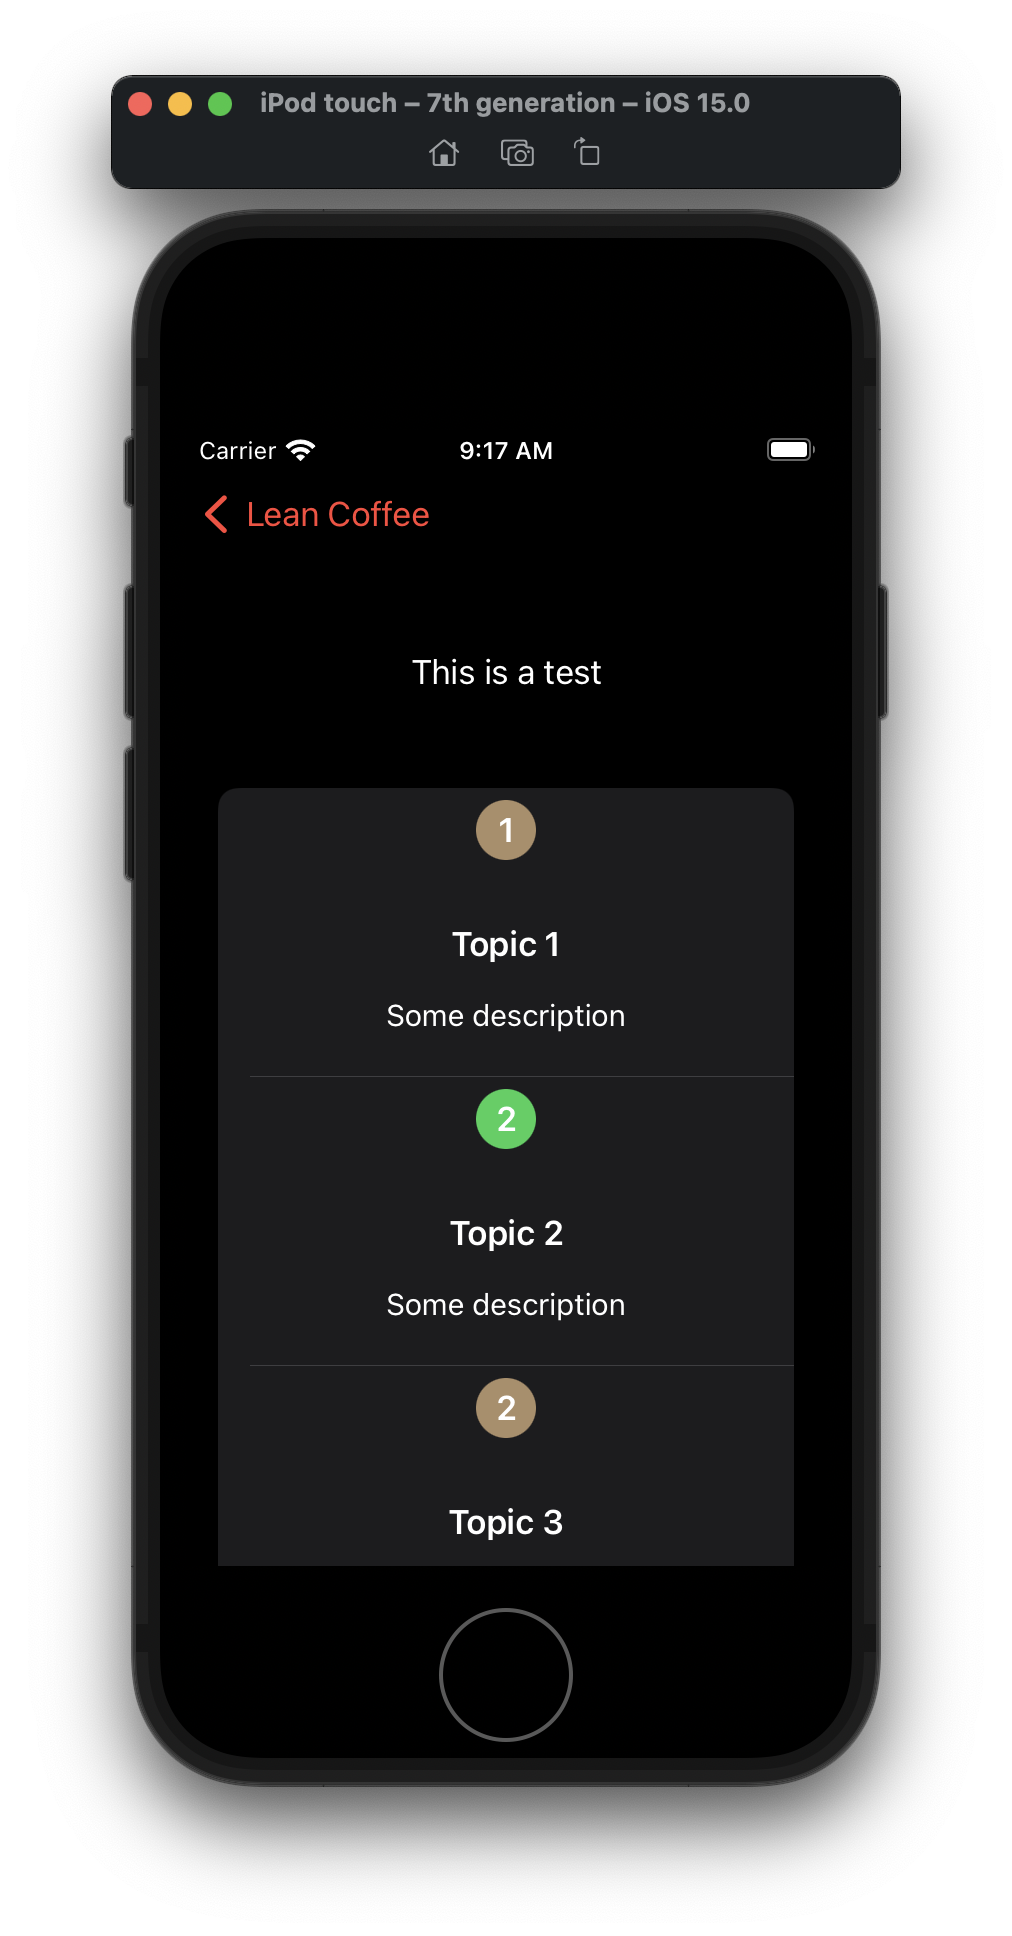 iPod touch – 7th generation – iOS 15.0
Carrier 9:17 AM
Lean Coffee
This is a test
1
Topic 1
Some description
2
Topic 2
Some description
2
Topic 3